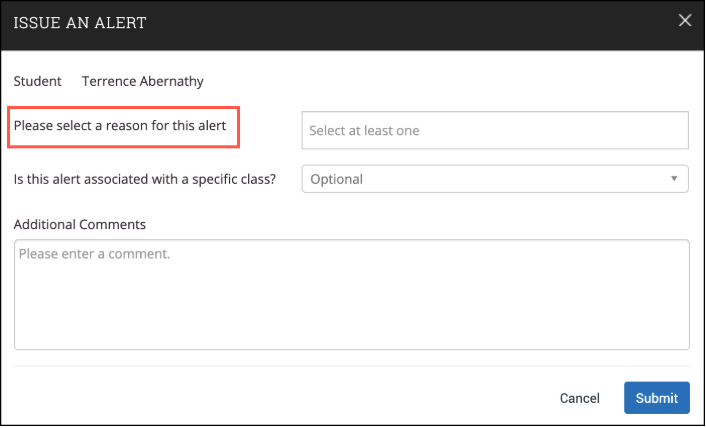 ISSUE AN ALERT
Student Terrence Abernathy
Please select a reason for this alert
Select at least one
Is this alert associated with a specific class?
Optional
Additional Comments
Please enter a comment.
Cancel Submit